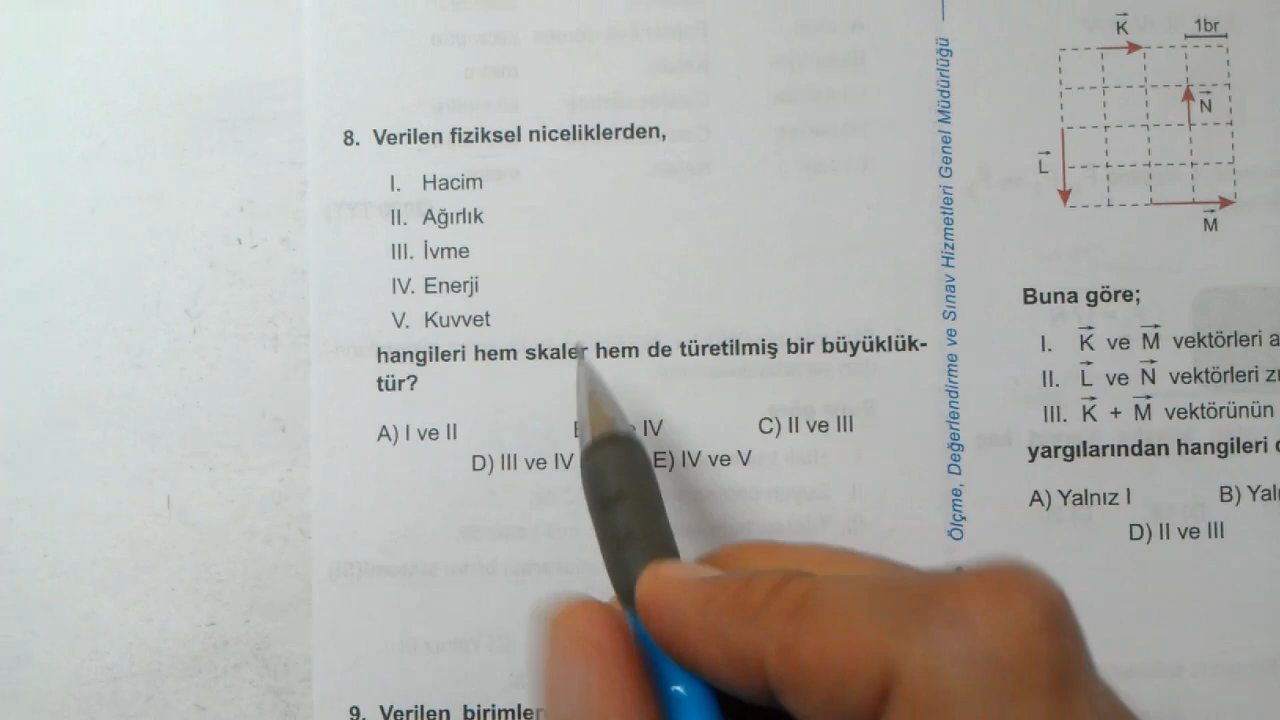 8. Verilen fiziksel niceliklerden,
I. Hacim
II. Ağırlık
III. İvme
IV. Enerji
V. Kuvvet
hangileri hem skaler hem de türetilmiş bir büyüklük-
tür?
A) I ve II
IV
C) II ve III
D) III ve IV
E) IV ve V
9. Verilen birimler
Ölçme, Değerlendirme ve Sınav Hizmetleri Genel Müdürlüğü
K
1br
N
L
M
Buna göre;
I. K ve M vektörleri
II. L ve N vektörleri
III. K + M vektörünün
yargılarından hangileri
A) Yalnız I
B)
D) II ve III